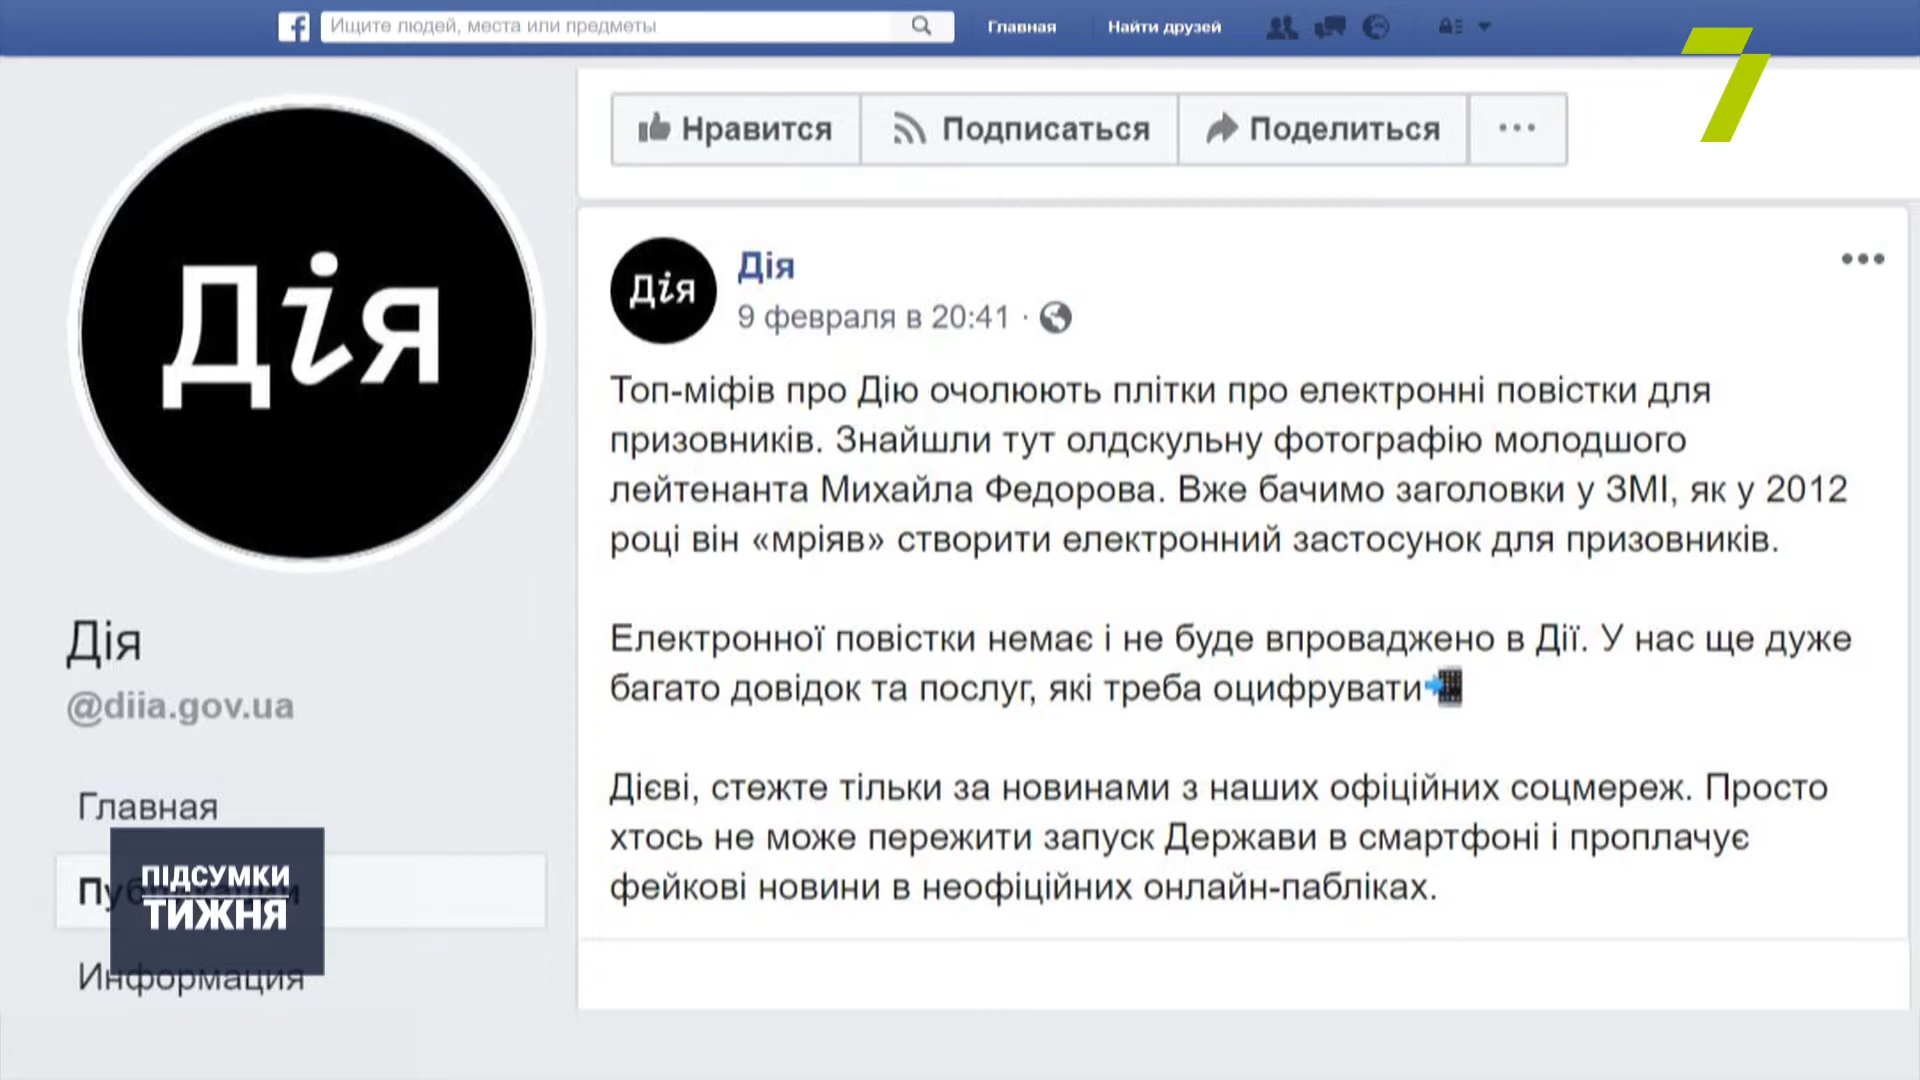 Ищите людей, места или предметы
Главная
Найти друзей
7
Нравится
Подписаться
Поделиться
Дія
Дія
Дія
9 февраля в 20:41 ·
Топ-міфів про Дію очолюють плітки про електронні повістки для
призовників. Знайшли тут олдскульну фотографію молодшого
лейтенанта Михайла Федорова. Вже бачимо заголовки у ЗМІ, як у 2012
році він «мріяв» створити електронний застосунок для призовників.
Електронної повістки немає і не буде впроваджено в Дії. У нас ще дуже
багато довідок та послуг, які треба оцифрувати
Дієві, стежте тільки за новинами з наших офіційних соцмереж. Просто
хтось не може пережити запуск Держави в смартфоні і проплачує
фейкові новини в неофіційних онлайн-пабліках.
Дія
@diia.gov.ua
Главная
ПІДСУМКИ
ТИЖНЯ
Информация